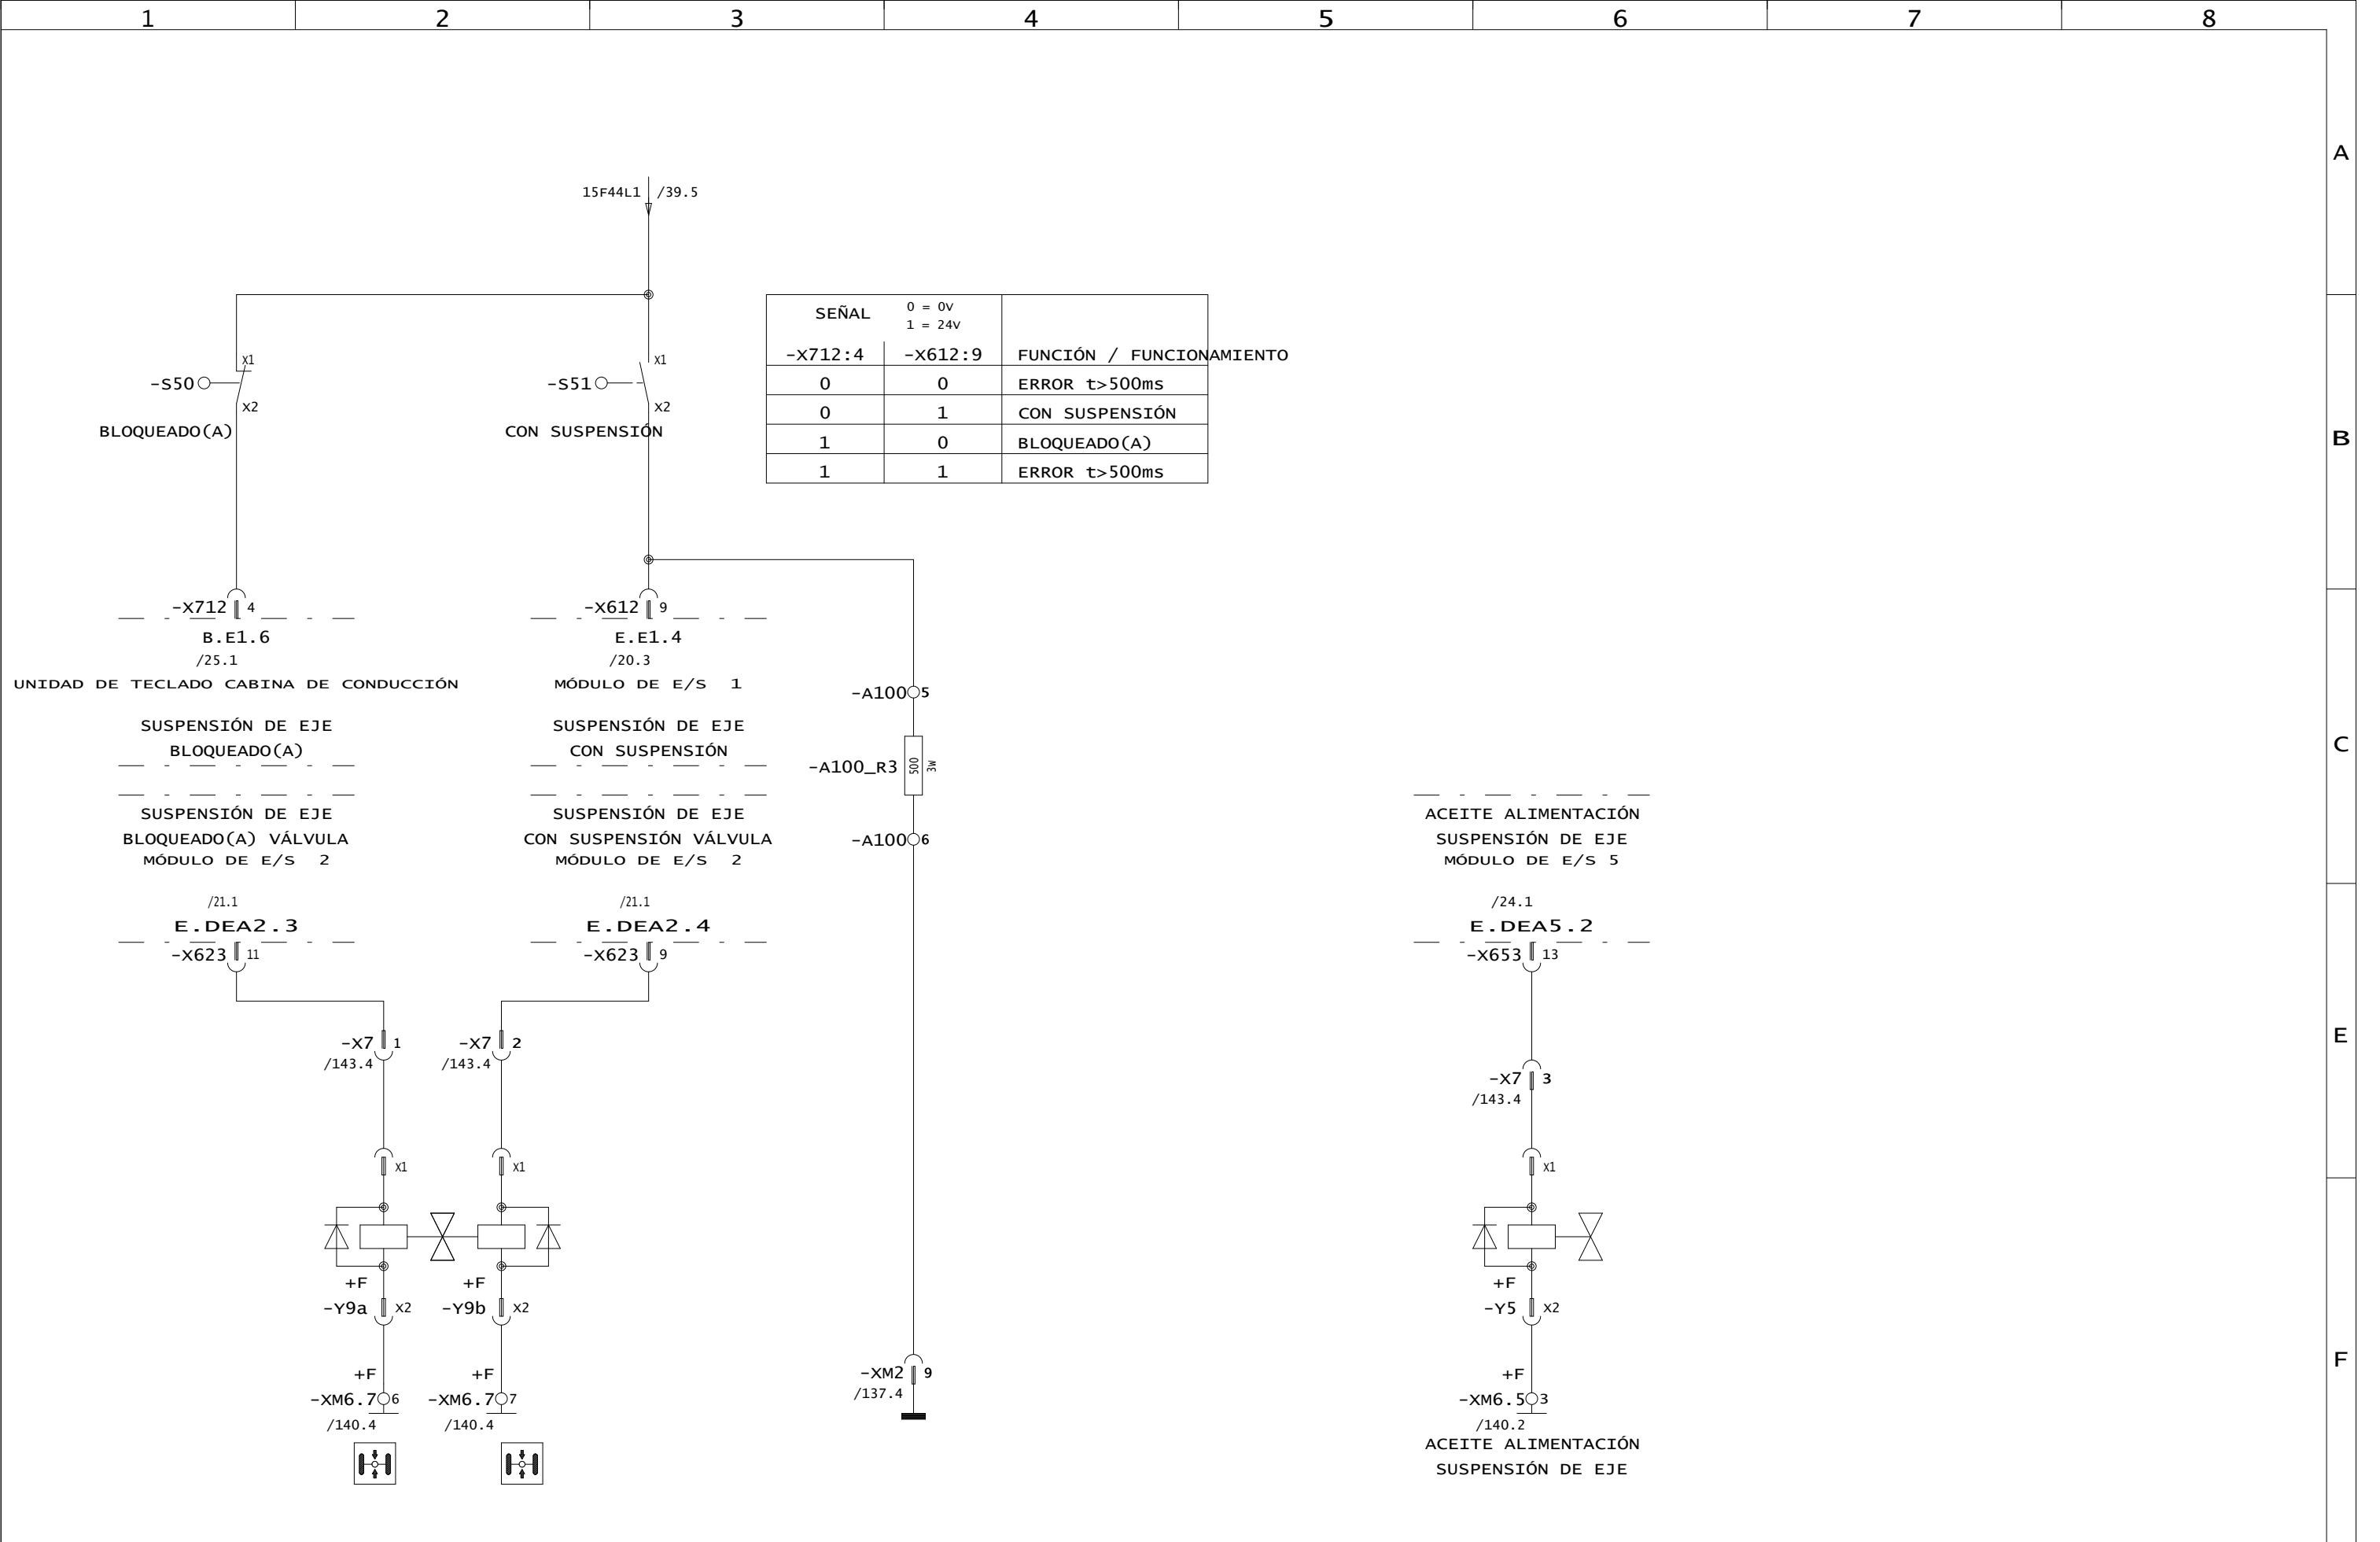 1 2 3 4 5 6 7 8
A
15F44L1 /39.5
SEÑAL 0 = 0V
1 = 24V
-X712:4 -X612:9 FUNCIÓN / FUNCIONAMIENTO
0 0 ERROR t>500ms
0 1 CON SUSPENSIÓN
1 0 BLOQUEADO(A)
1 1 ERROR t>500ms
X1 X1
-S50 -S51
X2 X2
BLOQUEADO(A) CON SUSPENSIÓN
B
-X712 4 -X612 9
B.E1.6 E.E1.4
/25.1 /20.3
UNIDAD DE TECLADO CABINA DE CONDUCCIÓN MÓDULO DE E/S 1
-A100 5
SUSPENSIÓN DE EJE SUSPENSIÓN DE EJE
BLOQUEADO(A) CON SUSPENSIÓN
C
-A100_R3 500 3W
SUSPENSIÓN DE EJE SUSPENSIÓN DE EJE ACEITE ALIMENTACIÓN
BLOQUEADO(A) VÁLVULA CON SUSPENSIÓN VÁLVULA -A100 6 SUSPENSIÓN DE EJE
MÓDULO DE E/S 2 MÓDULO DE E/S 2 MÓDULO DE E/S 5
/21.1 /21.1 /24.1
E.DEA2.3 E.DEA2.4 E.DEA5.2
-X623 11 -X623 9 -X653 13
E
-X7 1 -X7 2
/143.4 /143.4
-X7 3
/143.4
X1 X1 X1
+F +F +F
-Y9a X2 -Y9b X2 -Y5 X2
F
+F +F -XM2 9 +F
/137.4
-XM6.7 6 -XM6.7 7 -XM6.5 3
/140.4 /140.4 /140.2
ACEITE ALIMENTACIÓN
SUSPENSIÓN DE EJE